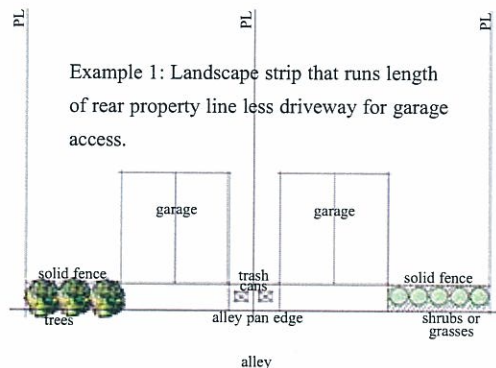 PL
PL
PL
Example 1: Landscape strip that runs length
of rear property line less driveway for garage
access.
garage
garage
solid fence
trash
cans
solid fence
trees
alley pan edge
shrubs or
grasses
alley